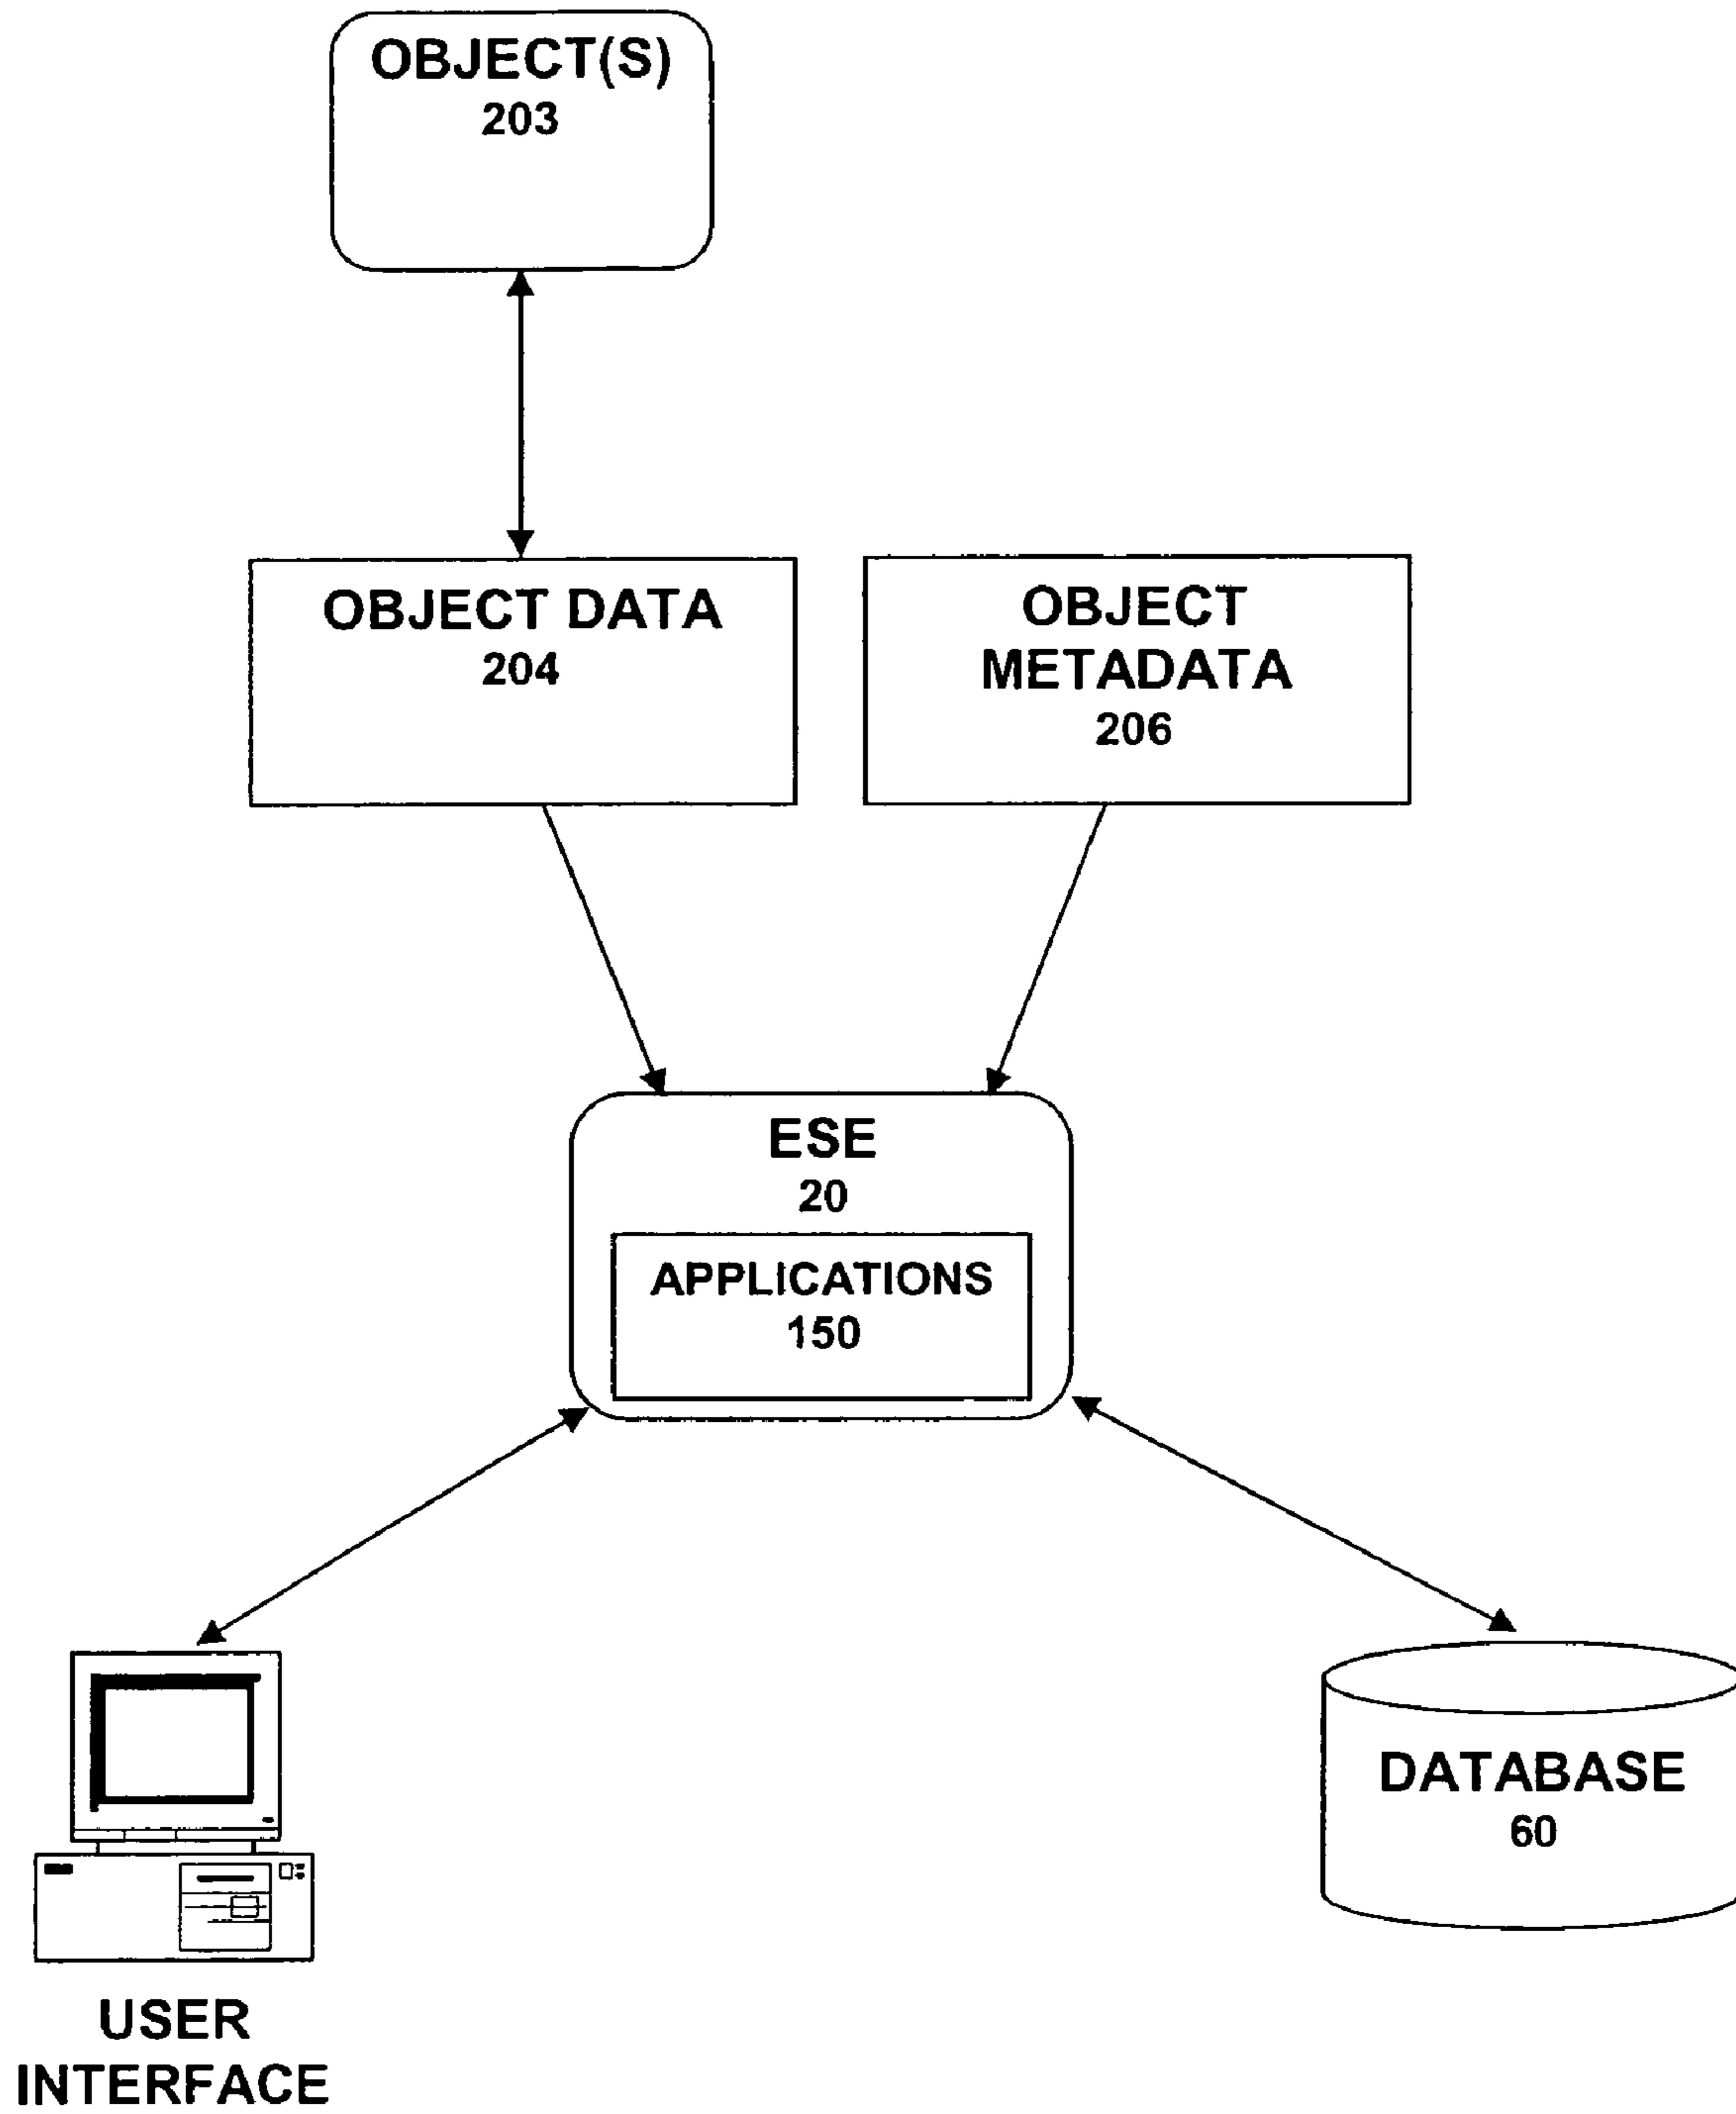 OBJECT(S)
203
OBJECT DATA
204
OBJECT
METADATA
206
ESE
20
APPLICATIONS
150
DATABASE
60
USER
INTERFACE